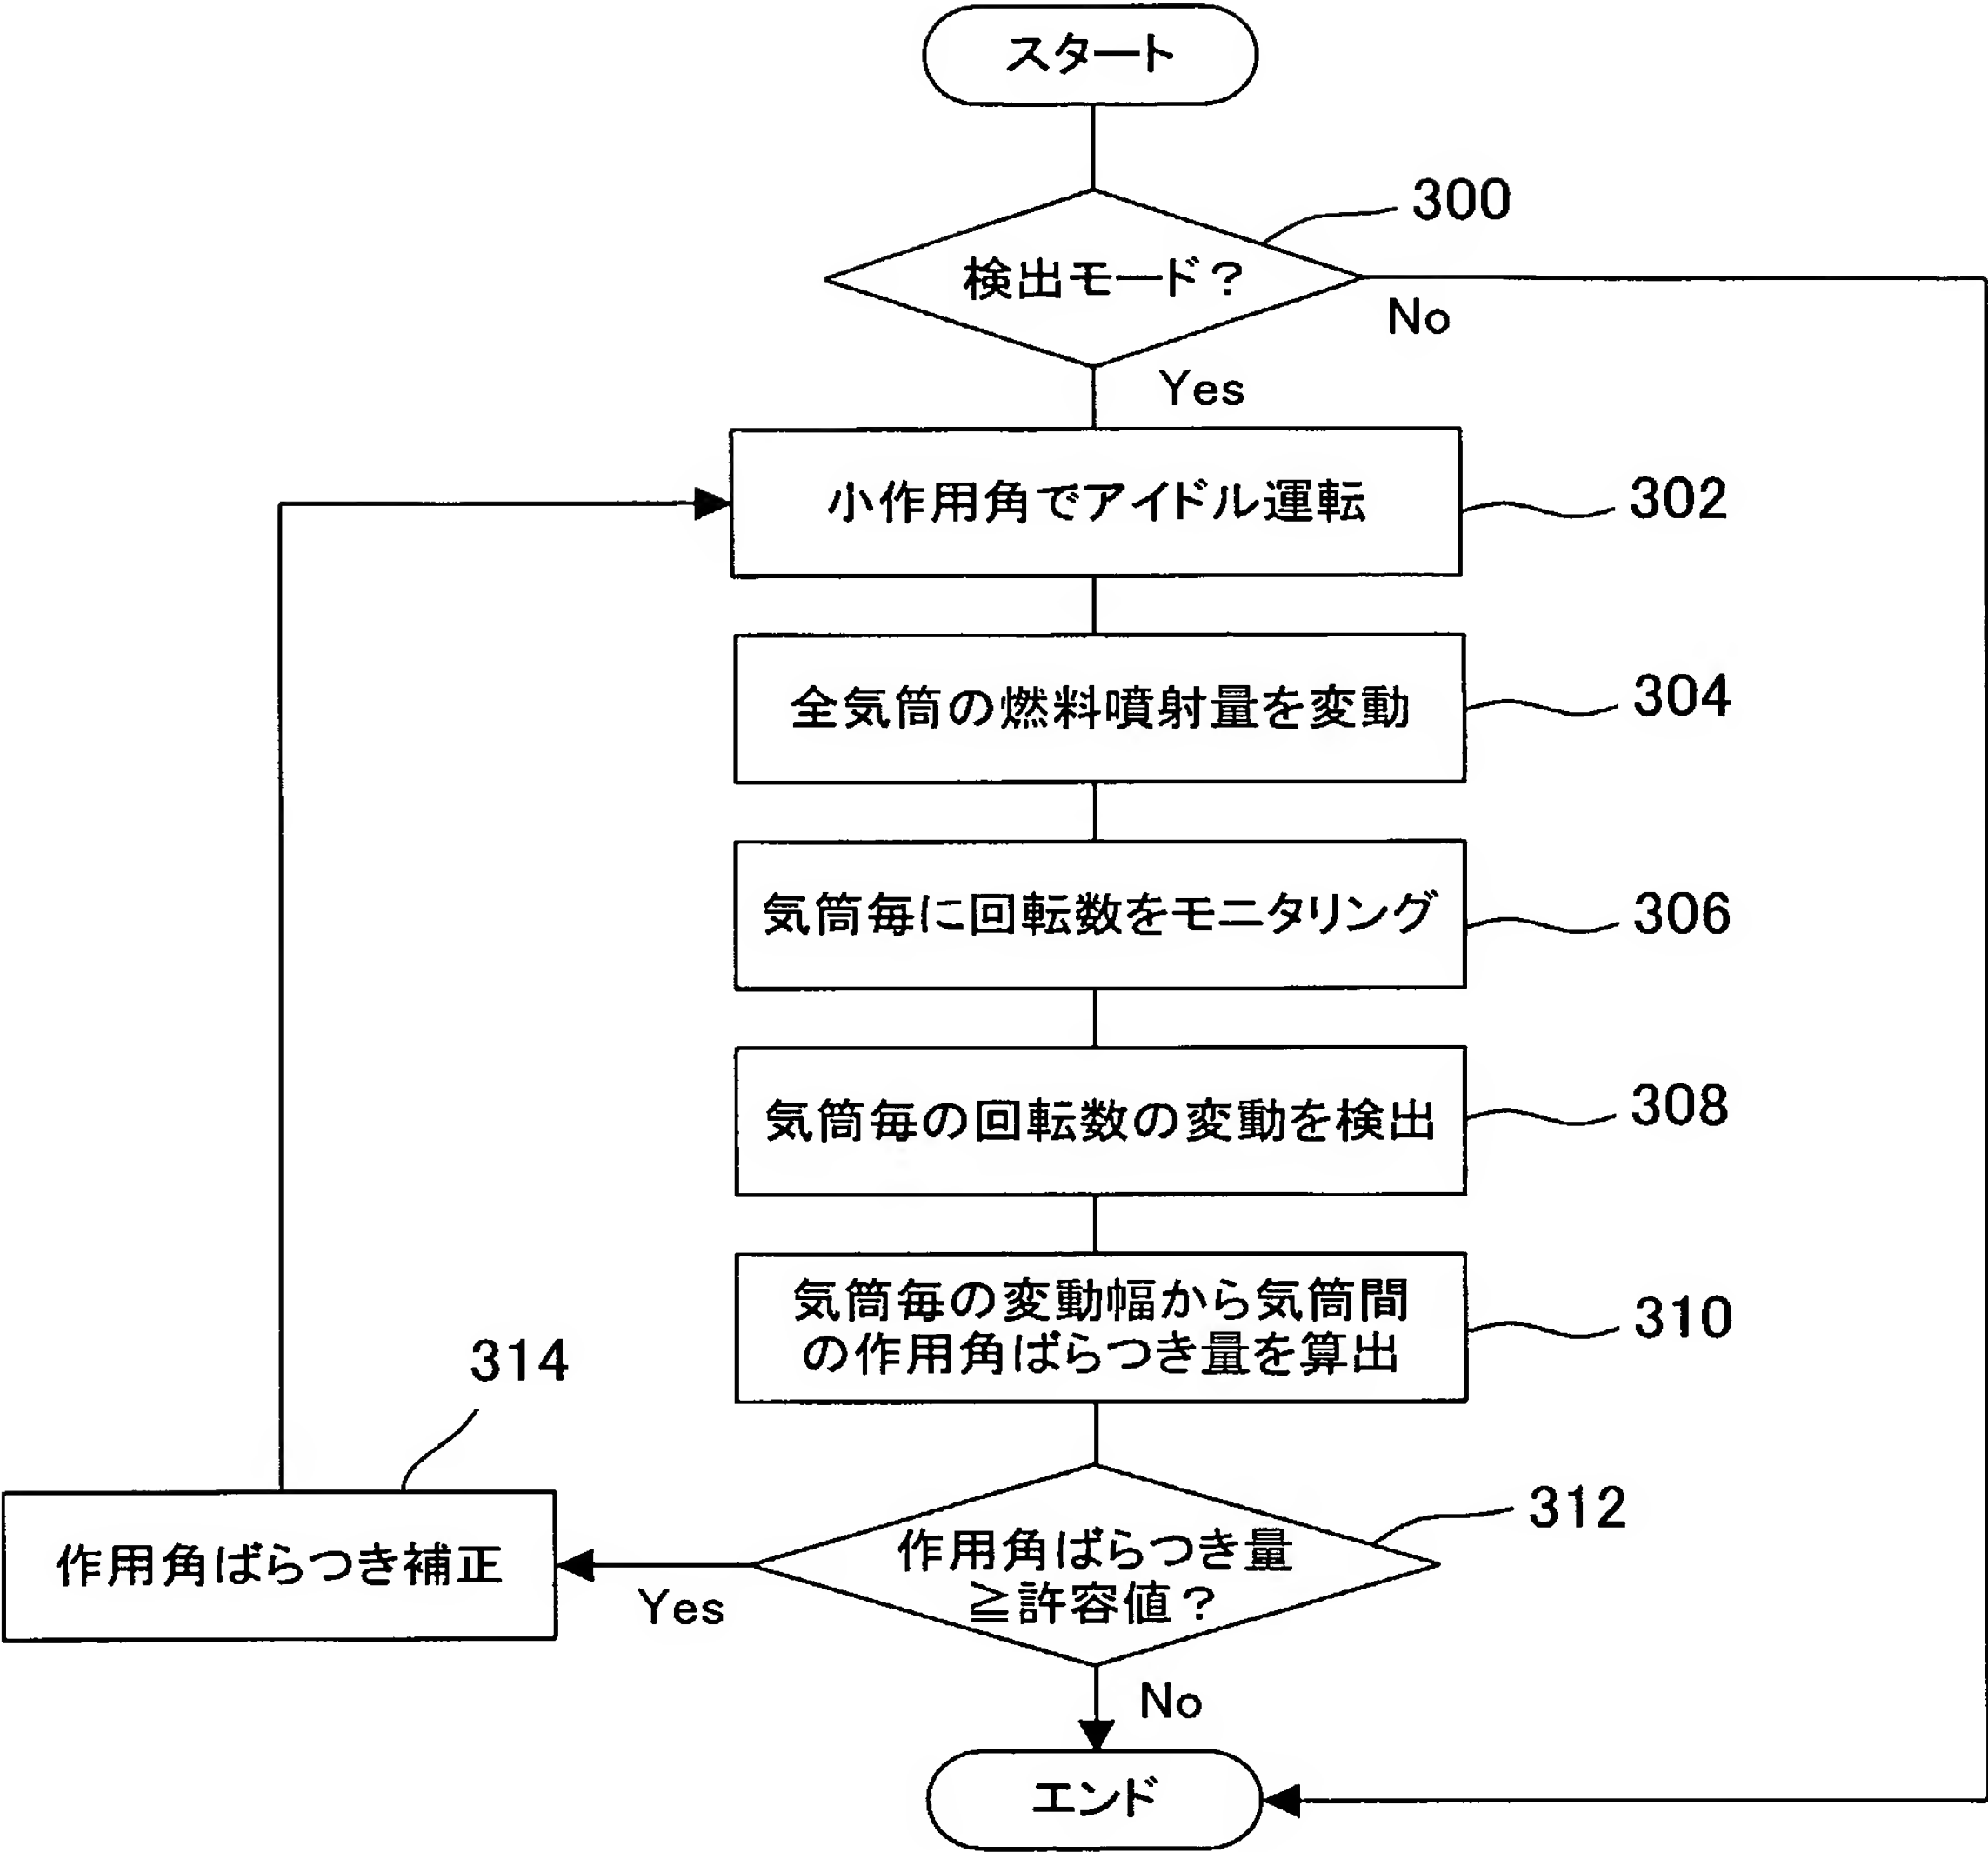 スタート
300
検出モード?
No
Yes
小作用角でアイドル運転
302
全気筒の燃料噴射量を変動
304
気筒毎に回転数をモニタリング
306
気筒毎の回転数の変動を検出
308
気筒毎の変動幅から気筒間
の作用角ばらつき量を算出
310
314
312
作用角ばらつき補正
作用角ばらつき量
≧許容値?
Yes
No
エンド